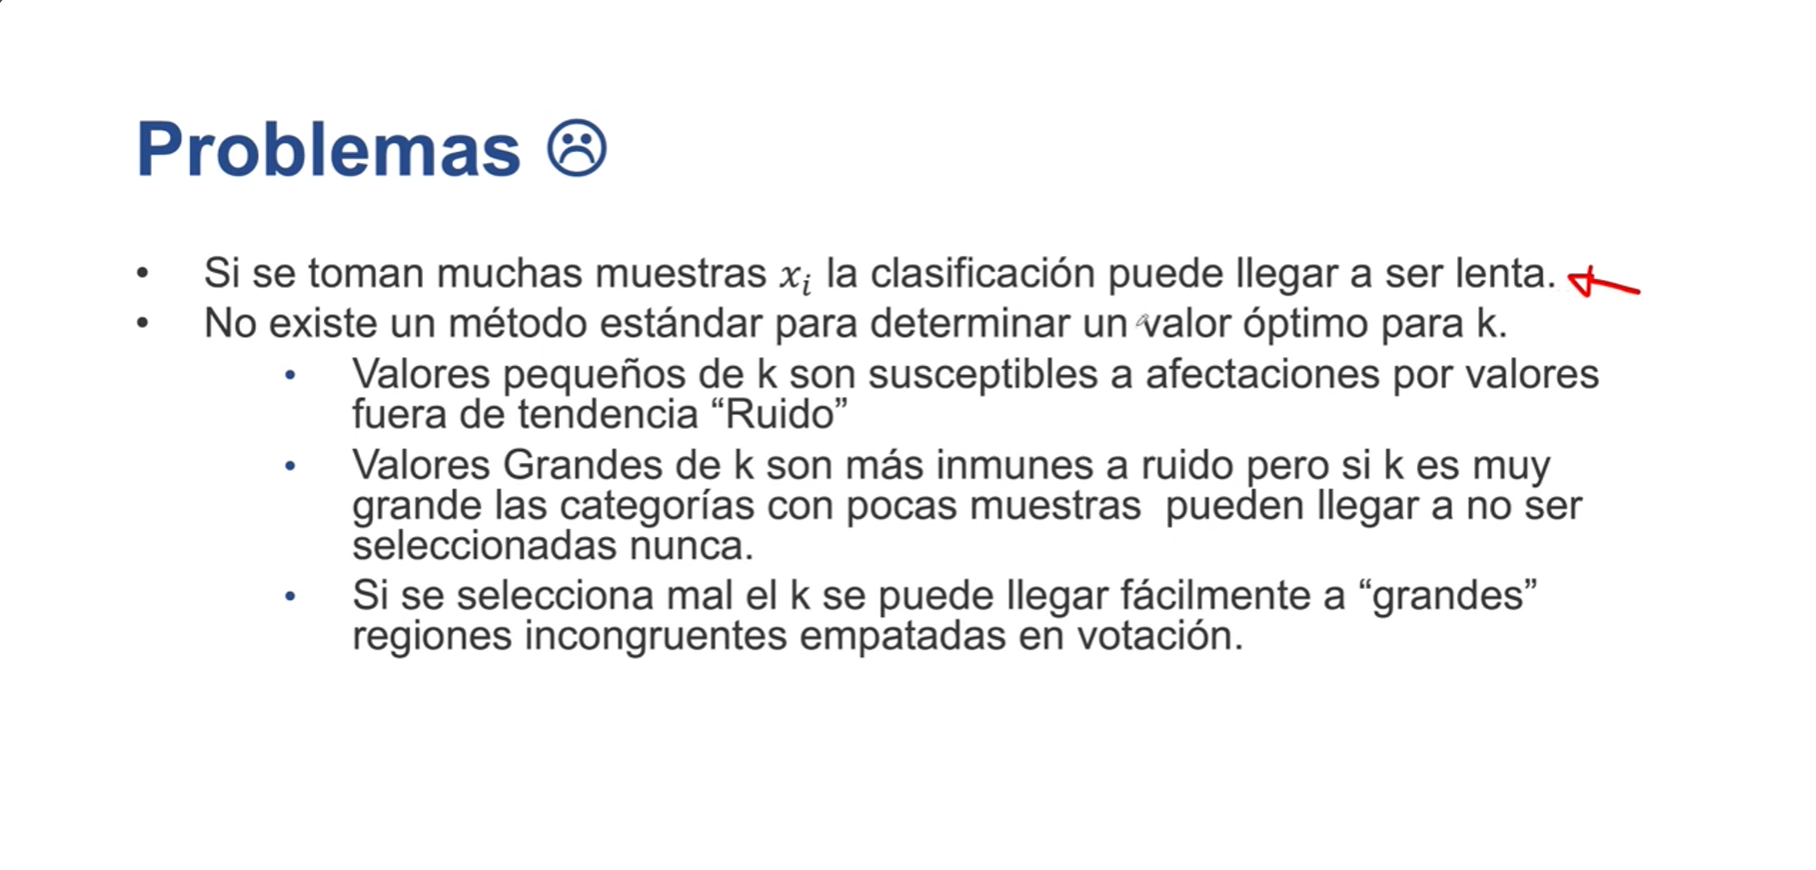 Problemas ☹
• Si se toman muchas muestras xᵢ la clasificación puede llegar a ser lenta.
• No existe un método estándar para determinar un valor óptimo para k.
• Valores pequeños de k son susceptibles a afectaciones por valores
fuera de tendencia “Ruido”
• Valores Grandes de k son más inmunes a ruido pero si k es muy
grande las categorías con pocas muestras  pueden llegar a no ser
seleccionadas nunca.
• Si se selecciona mal el k se puede llegar fácilmente a “grandes”
regiones incongruentes empatadas en votación.